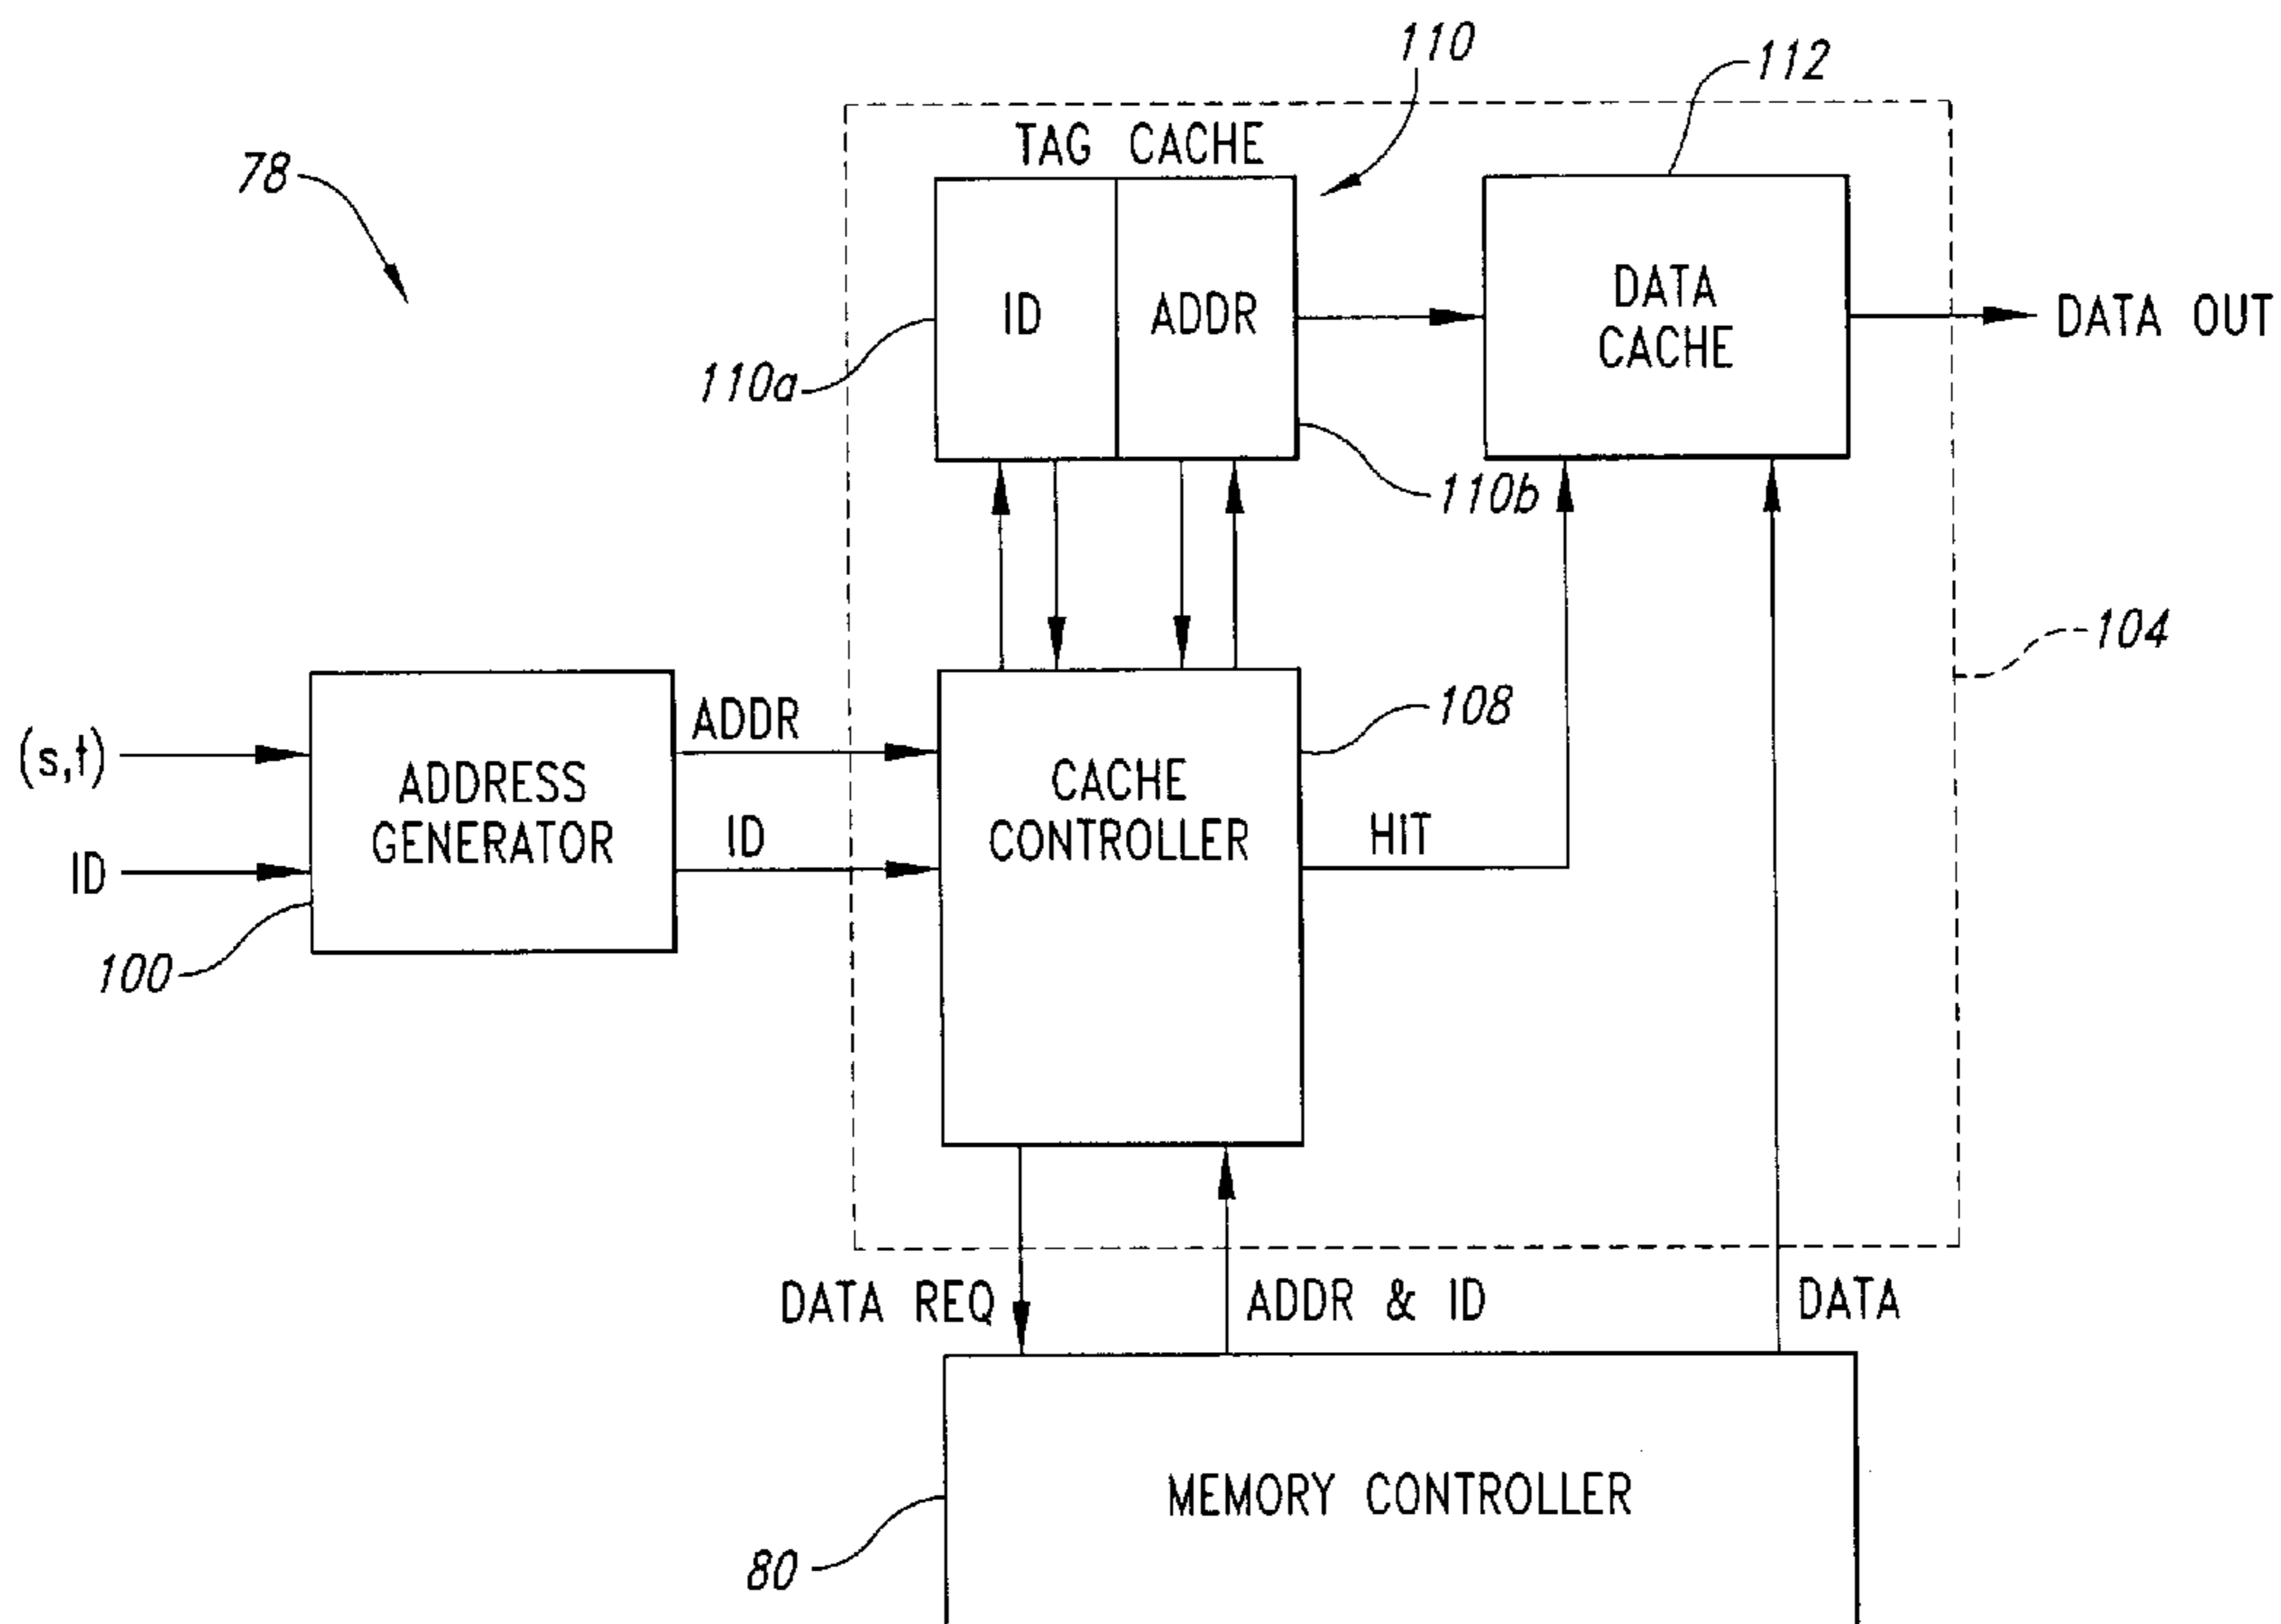 110
112
TAG CACHE
78
ID
ADDR
DATA
CACHE
DATA OUT
110a
110b
104
108
ADDR
(s,t)
ADDRESS
GENERATOR
CACHE
CONTROLLER
ID
HIT
ID
100
DATA REQ
ADDR & ID
DATA
MEMORY CONTROLLER
80